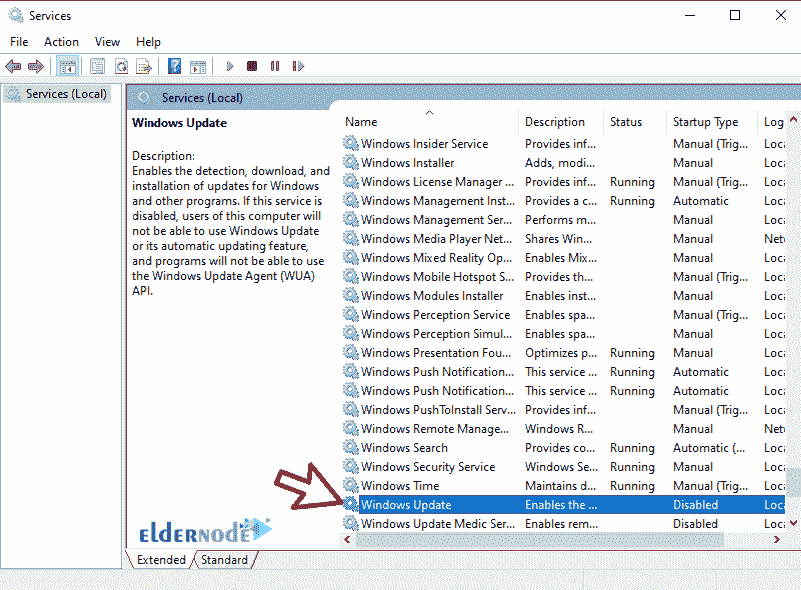 Services
File Action View Help
Services (Local)
Services (Local)
Windows Update
Description:
Enables the detection, download, and
installation of updates for Windows
and other programs. If this service is
disabled, users of this computer will
not be able to use Windows Update
or its automatic updating feature,
and programs will not be able to use
the Windows Update Agent (WUA)
API.
Name Description Status Startup Type Log
Windows Insider Service Provides inf... Manual (Trig... Loca
Windows Installer Adds, modi... Manual Loca
Windows License Manager ... Provides inf... Running Manual (Trig... Loca
Windows Management Inst... Provides a c... Running Automatic Loca
Windows Management Ser... Performs m... Manual Loca
Windows Media Player Net... Shares Win... Manual Net
Windows Mixed Reality Op... Enables Mix... Manual Loca
Windows Mobile Hotspot S... Provides th... Manual (Trig... Loca
Windows Modules Installer Enables inst... Manual Loca
Windows Perception Service Enables spa... Manual (Trig... Loca
Windows Perception Simul... Enables spa... Manual Loca
Windows Presentation Fou... Optimizes p... Running Manual Loca
Windows Push Notification... This service ... Running Automatic Loca
Windows Push Notification... This service ... Running Automatic Loca
Windows PushToInstall Serv... Provides inf... Manual (Trig... Loca
Windows Remote Manage... Windows R... Manual Net
Windows Search Provides co... Running Automatic (... Loca
Windows Security Service Windows Se... Running Manual Loca
Windows Time Maintains d... Running Manual (Trig... Loca
Windows Update Enables the ... Disabled Loca
Windows Update Medic Ser... Enables rem... Disabled Loca
ELDERNODE
Extended Standard